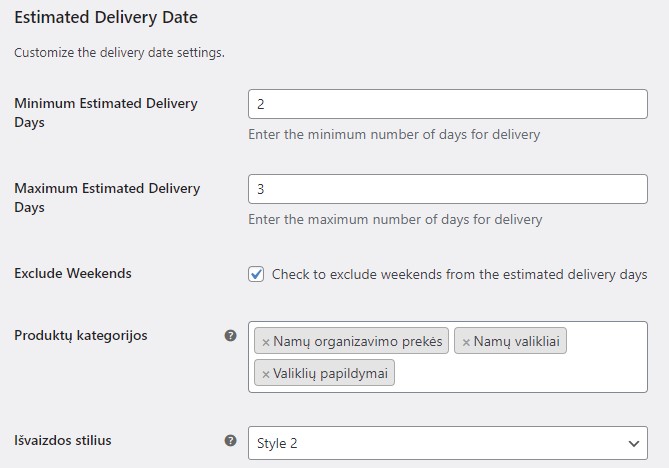 Estimated Delivery Date
Customize the delivery date settings.
Minimum Estimated Delivery
Days
2
Enter the minimum number of days for delivery
Maximum Estimated Delivery
Days
3
Enter the maximum number of days for delivery
Exclude Weekends
Check to exclude weekends from the estimated delivery days
Produktų kategorijos
? × Namų organizavimo prekės × Namų valikliai
× Valiklių papildymai
Išvaizdos stilius
? Style 2